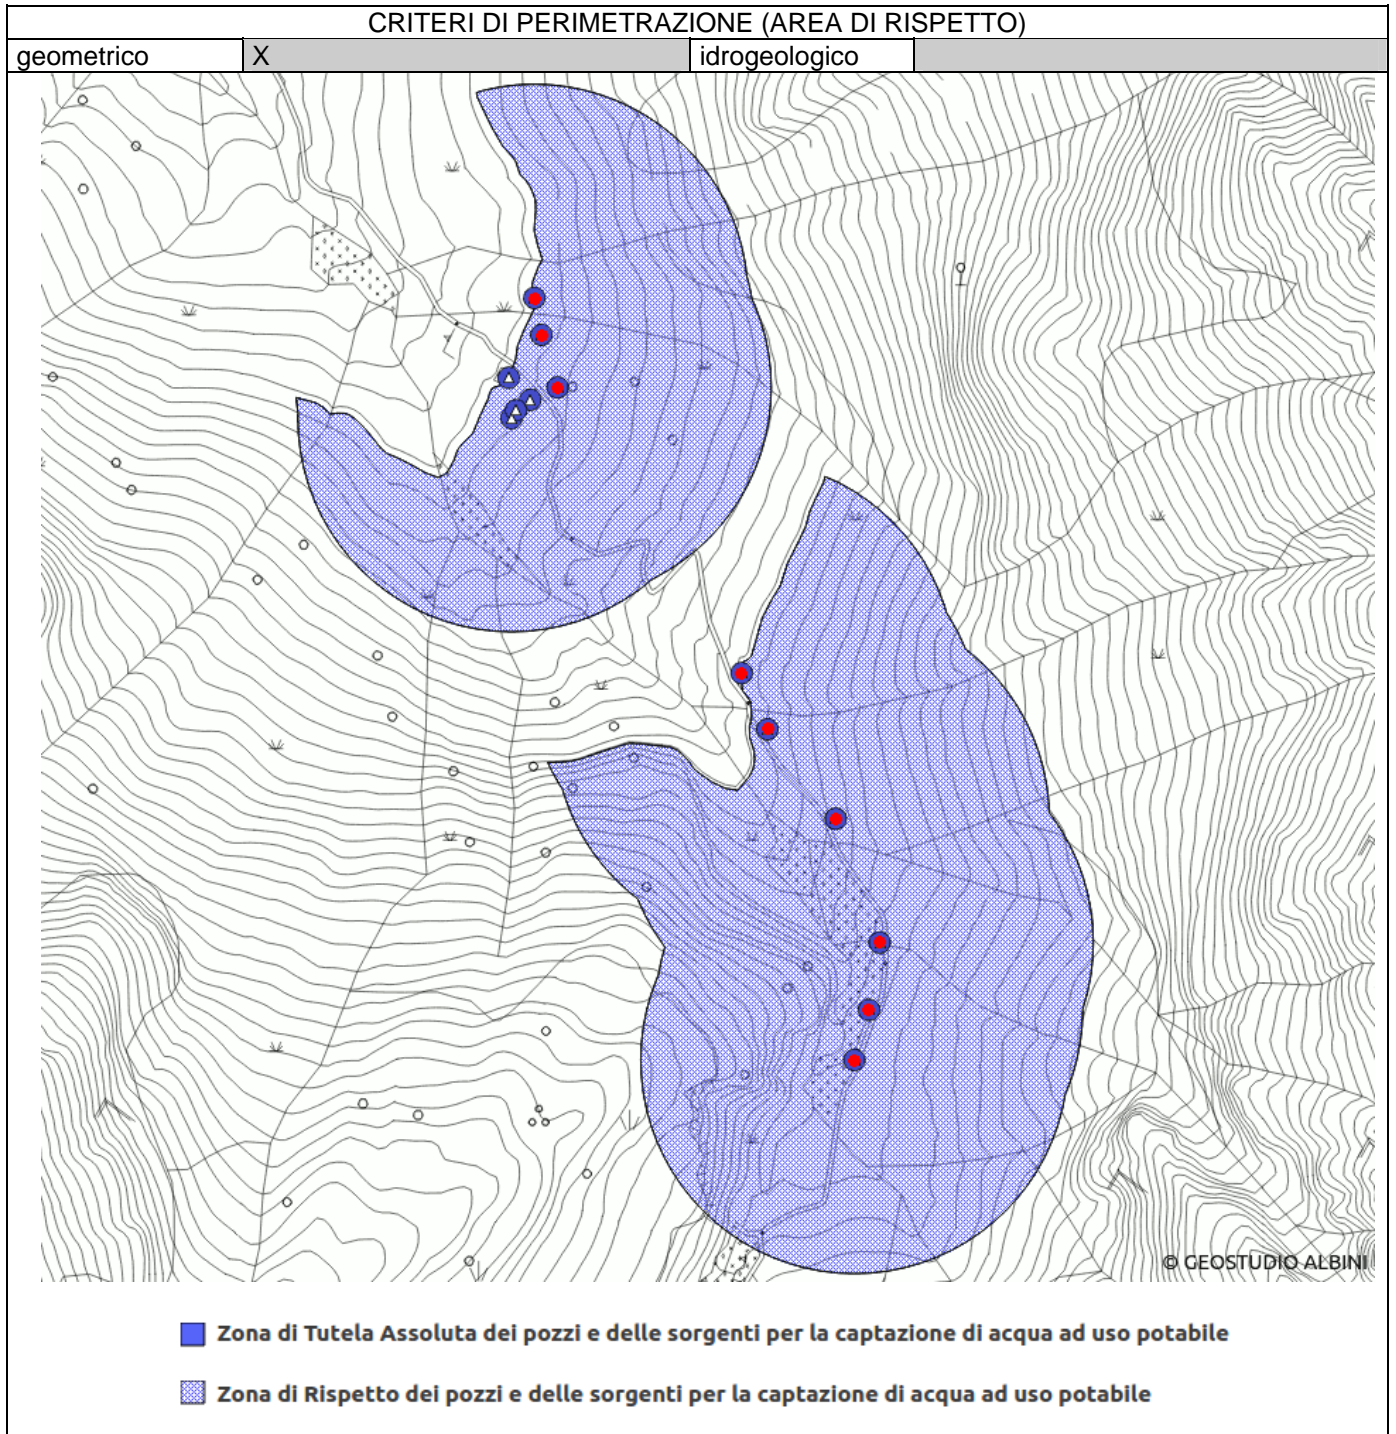 CRITERI DI PERIMETRAZIONE (AREA DI RISPETTO)
geometrico X idrogeologico
© GEOSTUDIO ALBINI
Zona di Tutela Assoluta dei pozzi e delle sorgenti per la captazione di acqua ad uso potabile
Zona di Rispetto dei pozzi e delle sorgenti per la captazione di acqua ad uso potabile